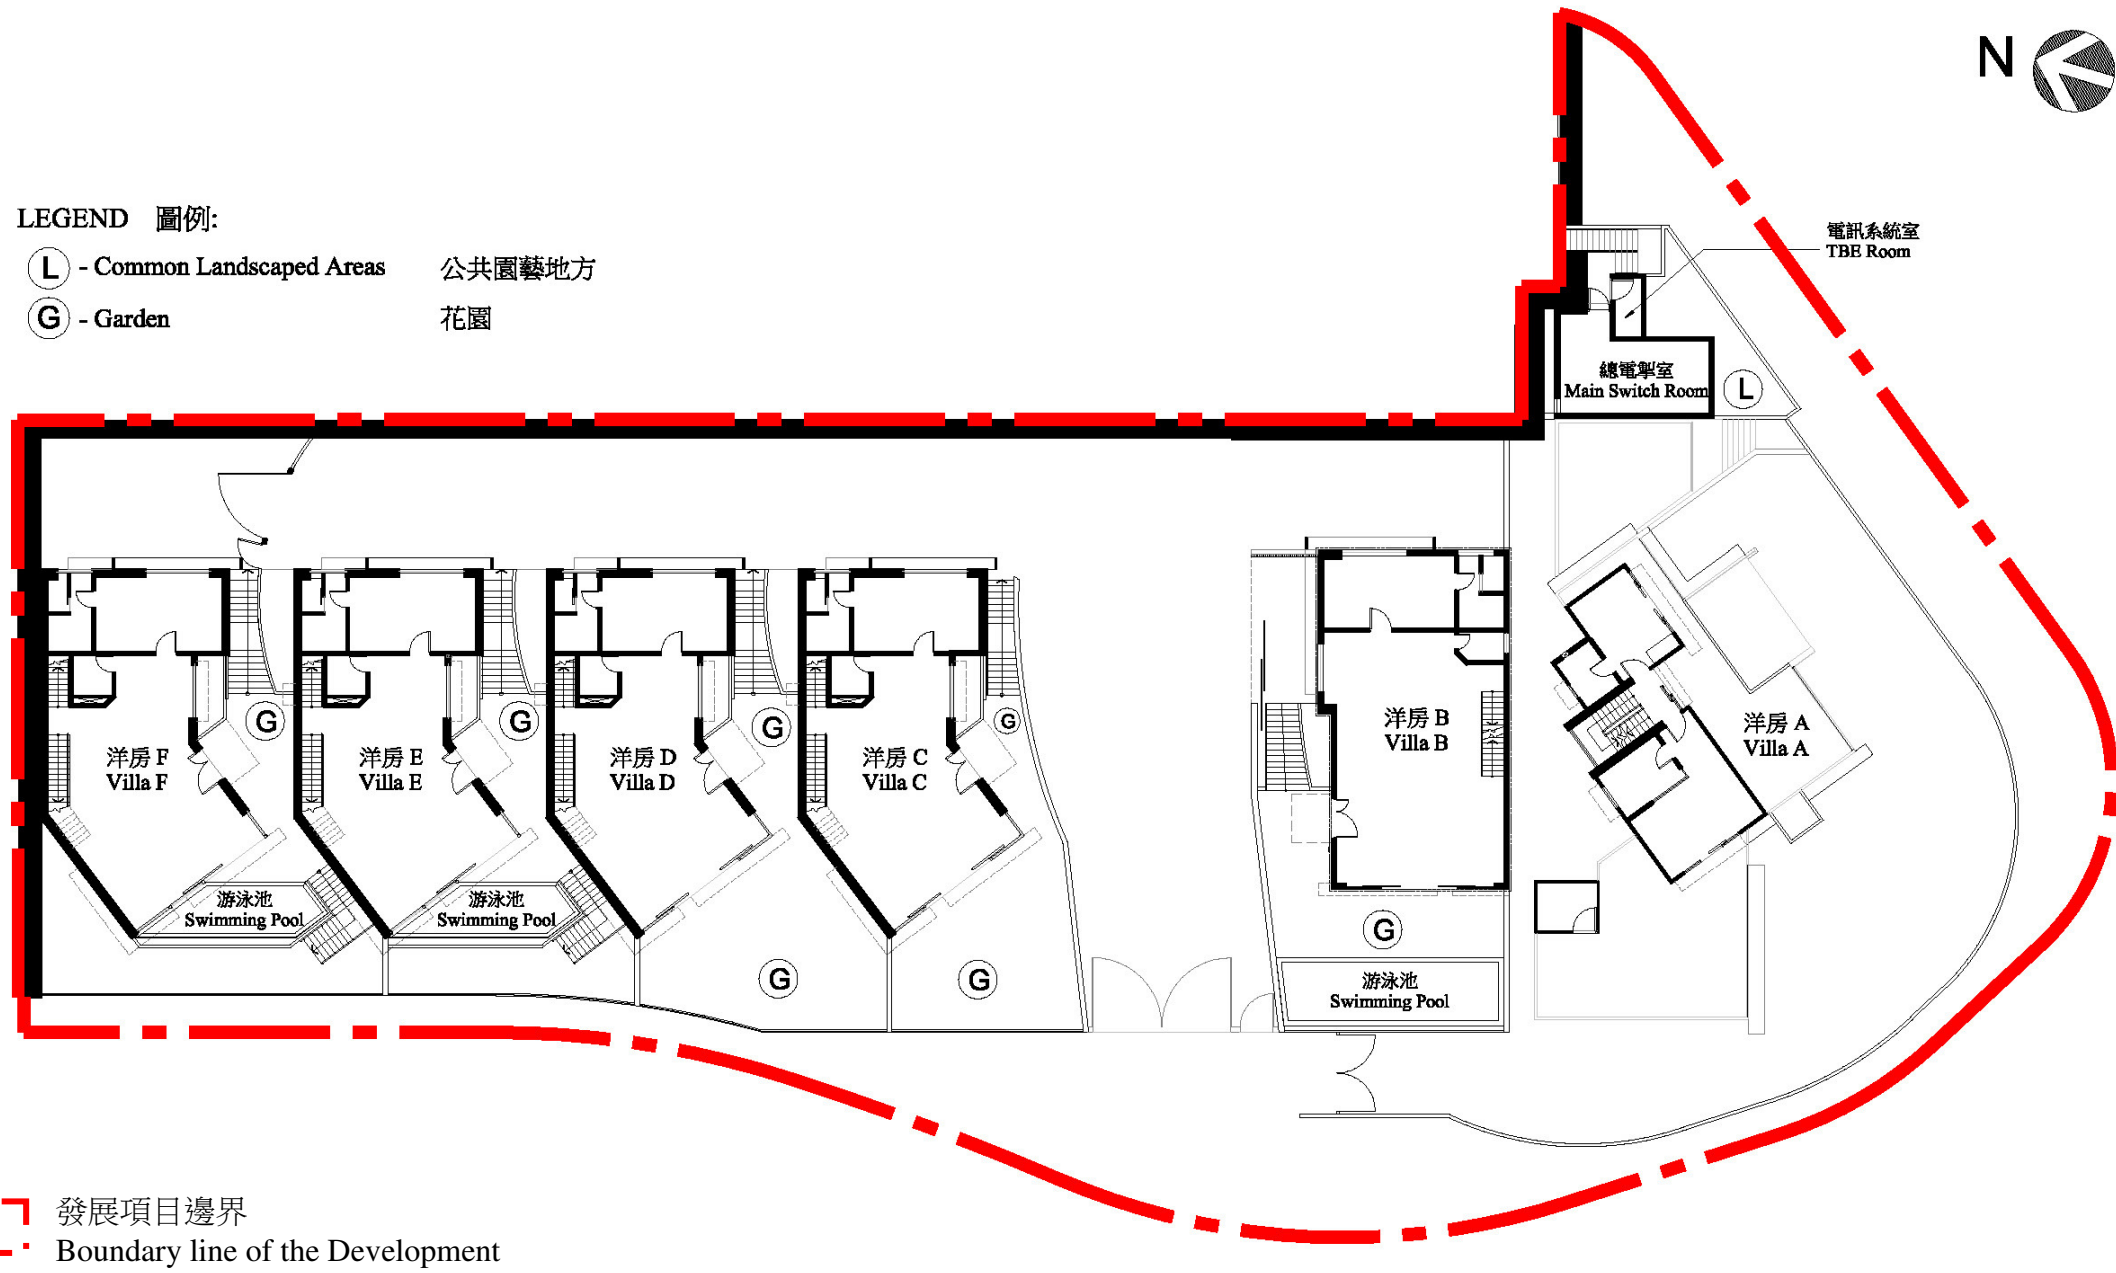 N
LEGEND 圖例:
L - Common Landscaped Areas 公共園藝地方
G - Garden 花園
電訊系統室
TBE Room
總電掣室
Main Switch Room
L
洋房 F
Villa F
G
洋房 E
Villa E
G
洋房 D
Villa D
G
洋房 C
Villa C
G
洋房 B
Villa B
洋房 A
Villa A
游泳池
Swimming Pool
游泳池
Swimming Pool
G
G
G
游泳池
Swimming Pool
發展項目邊界
Boundary line of the Development